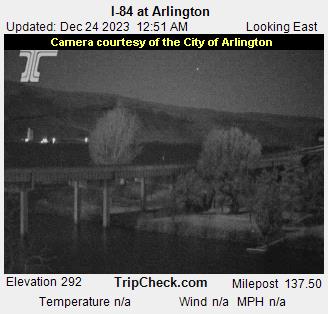 I-84 at Arlington
Updated: Dec 24 2023 12:51 AM Looking East
Camera courtesy of the City of Arlington
Elevation 292 TripCheck.com Milepost 137.50
Temperature n/a Wind n/a MPH n/a